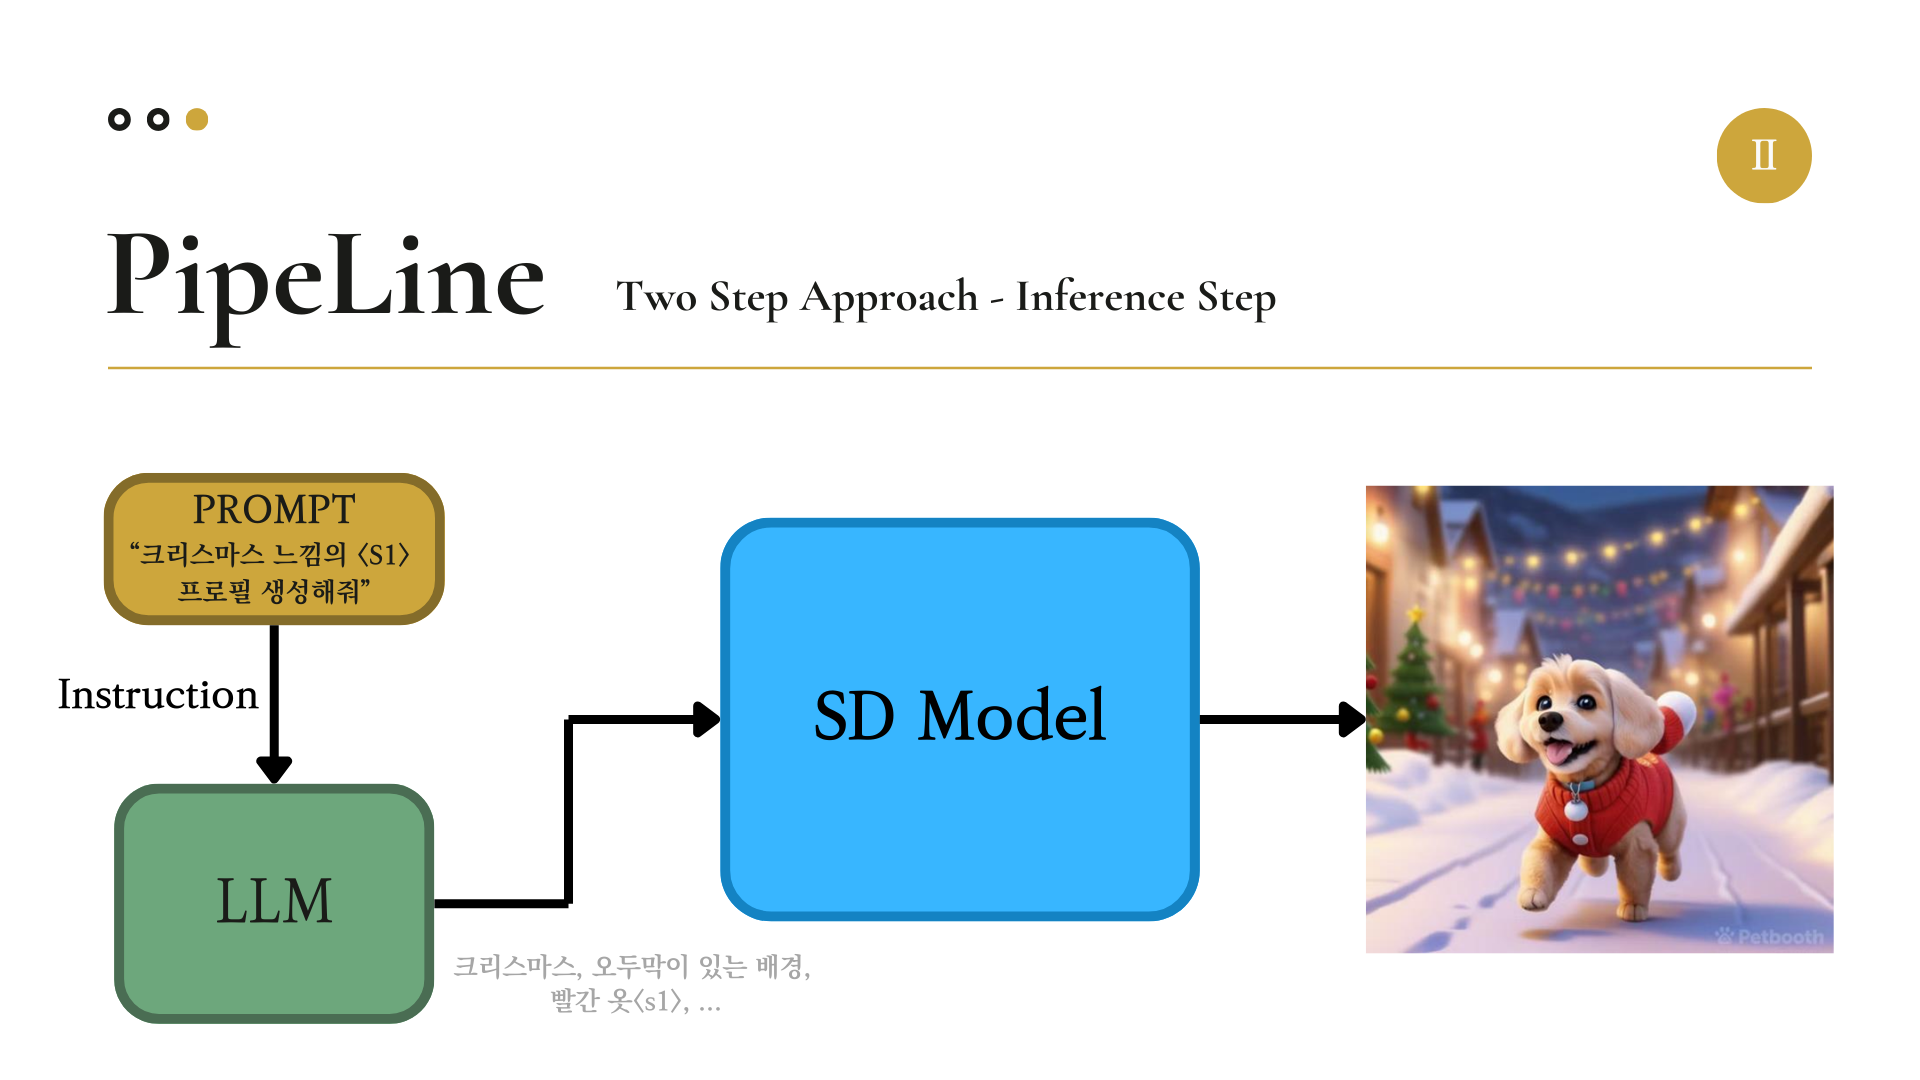 II
PipeLine
Two Step Approach - Inference Step
PROMPT
“크리스마스 느낌의 〈S1〉
프로필 생성해줘”
Instruction
LLM
크리스마스, 오두막이 있는 배경,
빨간 옷〈s1〉, ...
SD Model
Petbooth